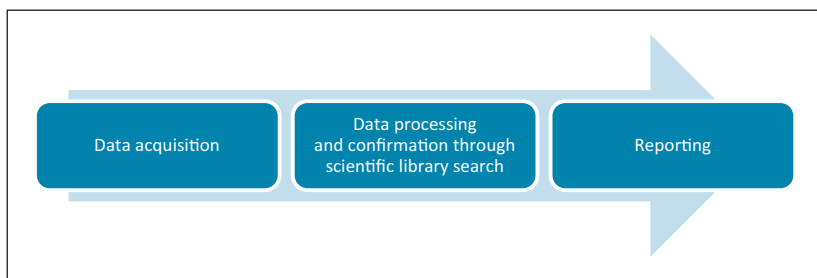 Data acquisition
Data processing
and confirmation through
scientific library search
Reporting